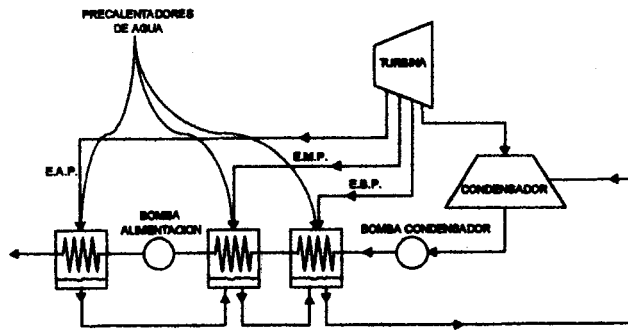 PRECALENTADORES
DE AGUA
TURBINA
E.A.P.
E.M.P.
E.B.P.
CONDENSADOR
BOMBA
ALIMENTACION
BOMBA CONDENSADOR